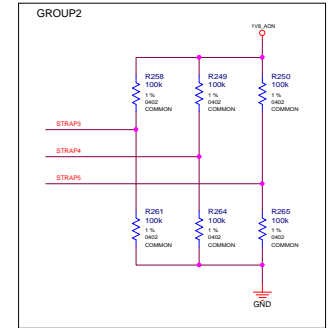 GROUP2
1V8_AON
R258
100k
1 %
0402
COMMON
R249
100k
1 %
0402
COMMON
R250
100k
1 %
0402
COMMON
STRAP3
STRAP4
STRAP5
R261
100k
1 %
0402
COMMON
R264
100k
1 %
0402
COMMON
R265
100k
1 %
0402
COMMON
GND